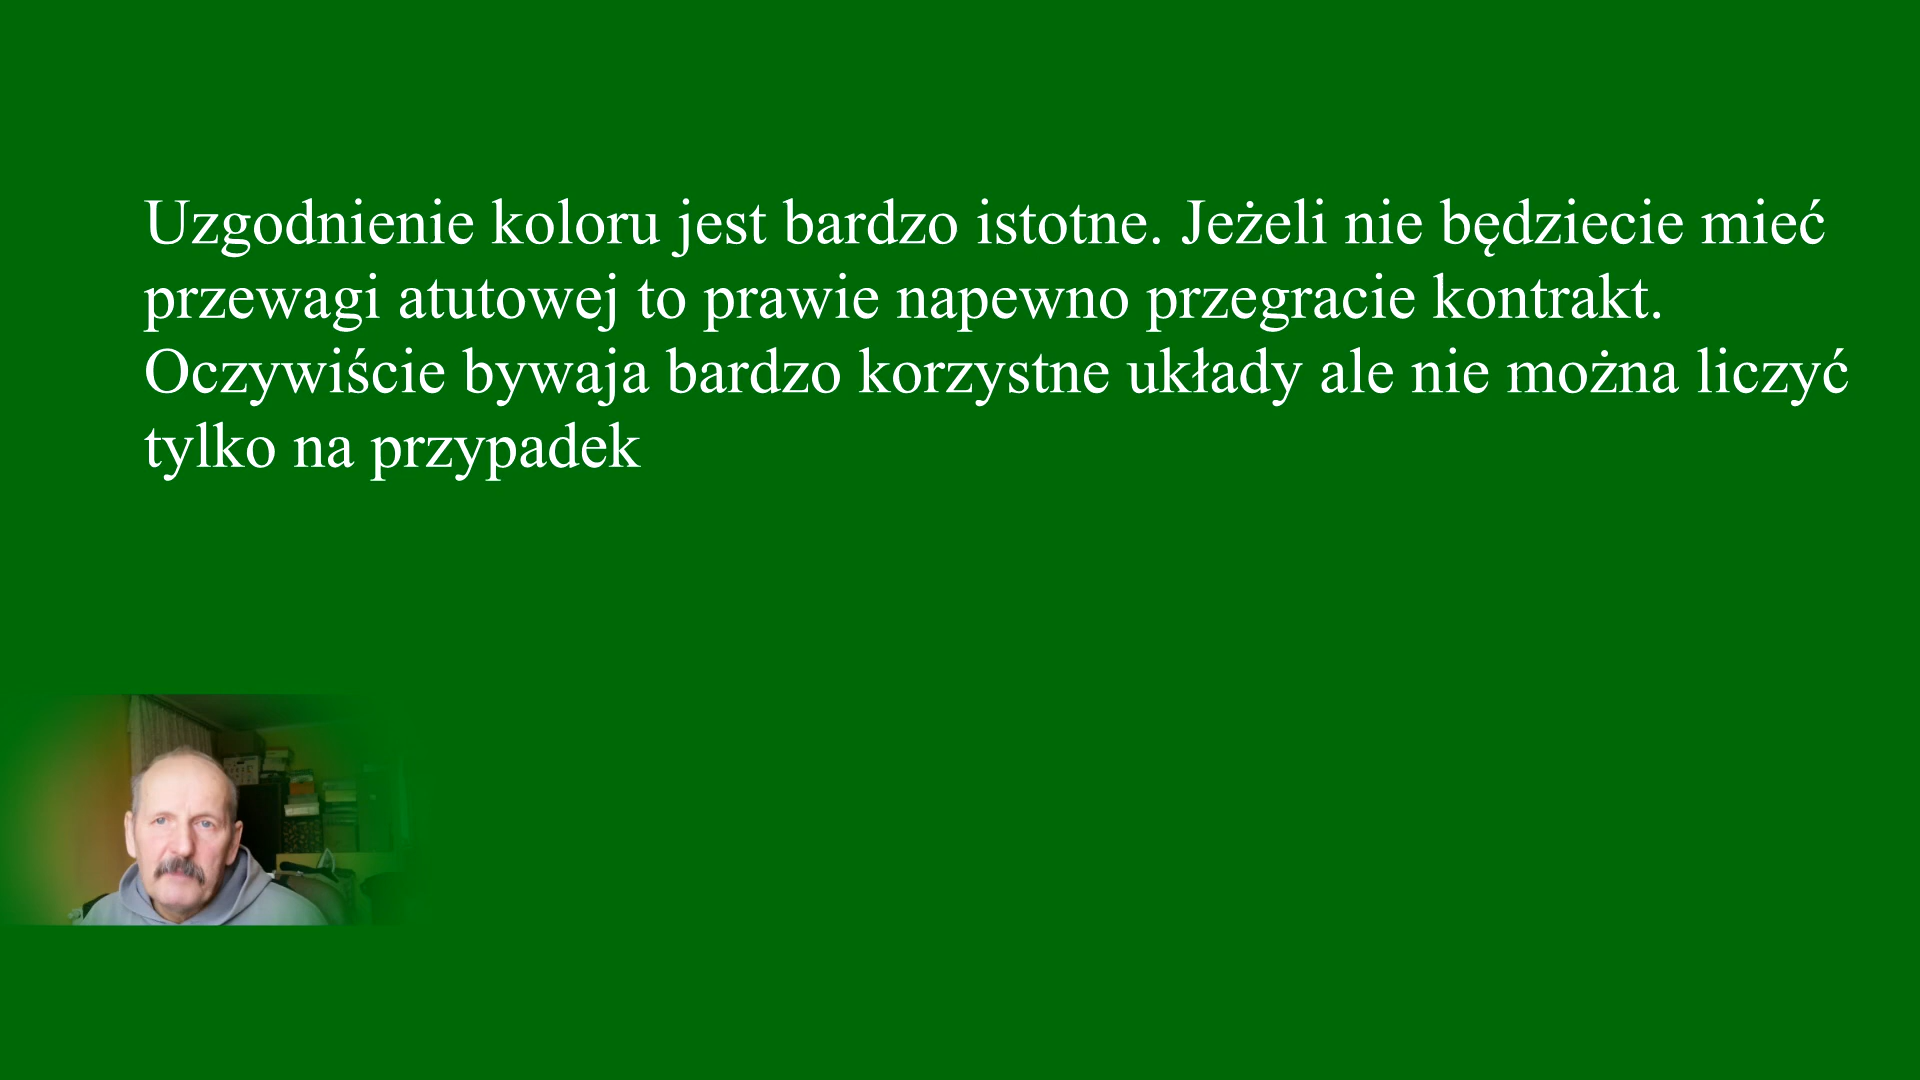 Uzgodnienie koloru jest bardzo istotne. Jeżeli nie będziecie mieć
przewagi atutowej to prawie napewno przegracie kontrakt.
Oczywiście bywaja bardzo korzystne układy ale nie można liczyć
tylko na przypadek